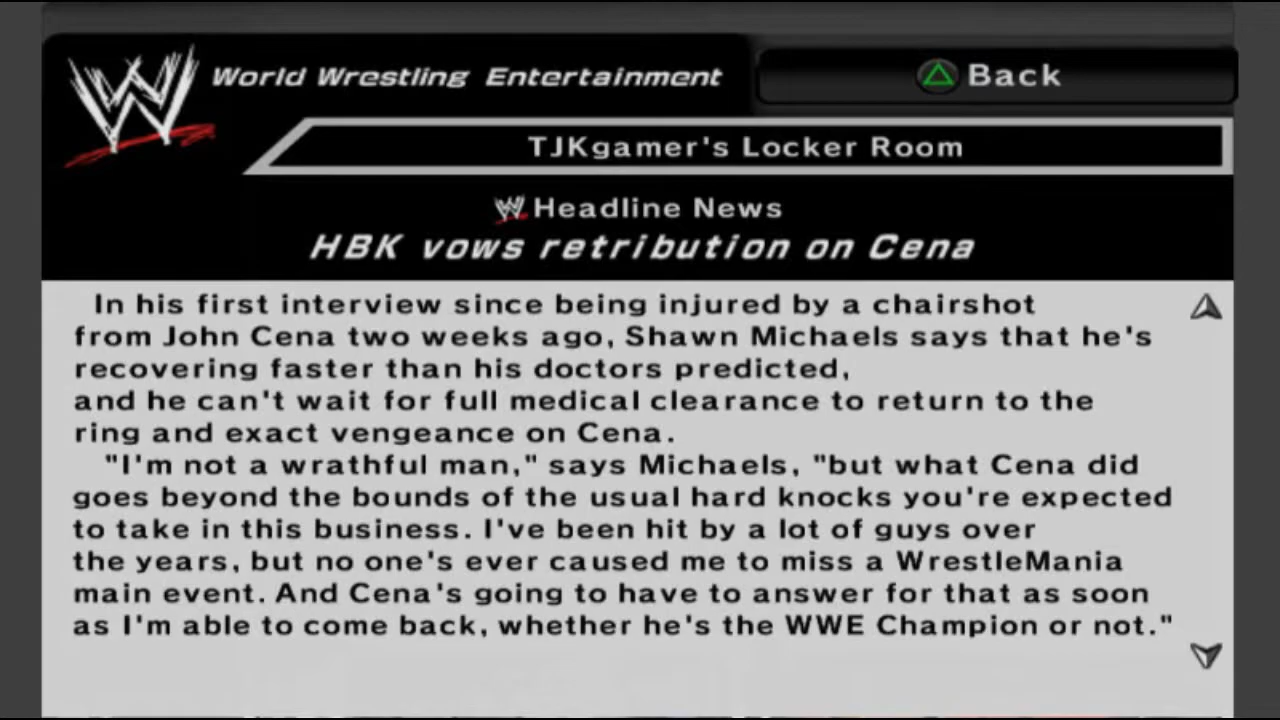 W World Wrestling Entertainment
Back
TJKgamer's Locker Room
W Headline News
HBK vows retribution on Cena
In his first interview since being injured by a chairshot
from John Cena two weeks ago, Shawn Michaels says that he's
recovering faster than his doctors predicted,
and he can't wait for full medical clearance to return to the
ring and exact vengeance on Cena.
"I'm not a wrathful man," says Michaels, "but what Cena did
goes beyond the bounds of the usual hard knocks you're expected
to take in this business. I've been hit by a lot of guys over
the years, but no one's ever caused me to miss a WrestleMania
main event. And Cena's going to have to answer for that as soon
as I'm able to come back, whether he's the WWE Champion or not."